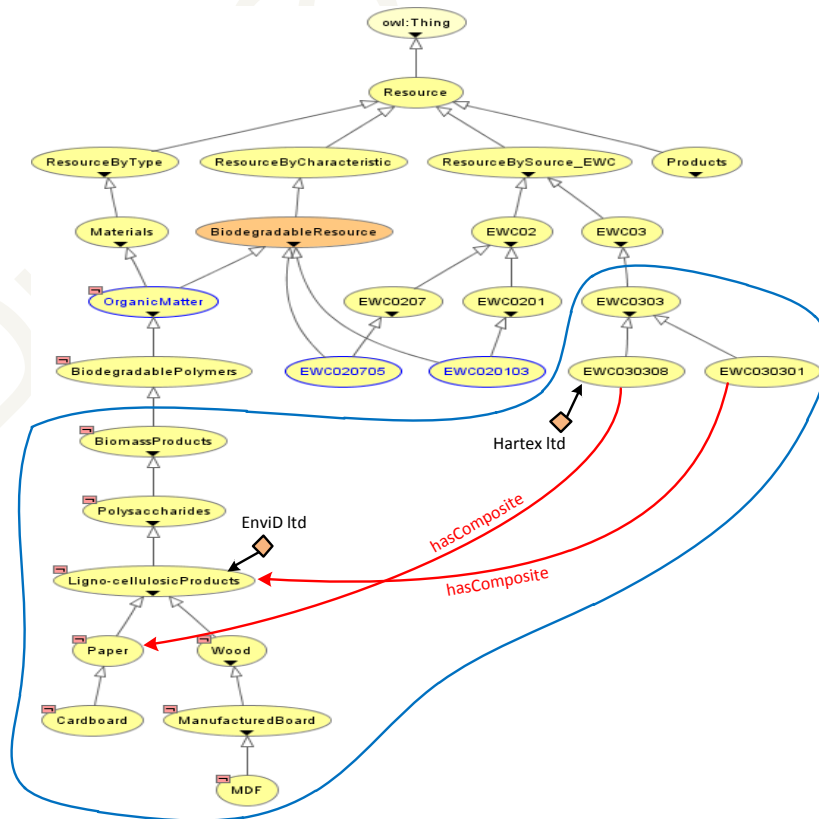 owl:Thing
Resource
ResourceByType
ResourceByCharacteristic
ResourceBySource_EWC
Products
Materials
BiodegradableResource
EWC02
EWC03
OrganicMatter
EWC0207
EWC0201
EWC0303
BiodegradablePolymers
EWC020705
EWC020103
EWC030308
EWC030301
Hartex ltd
BiomassProducts
Polysaccharides
EnviD ltd
hasComposite
Ligno-cellulosicProducts
hasComposite
Paper
Wood
Cardboard
ManufacturedBoard
MDF